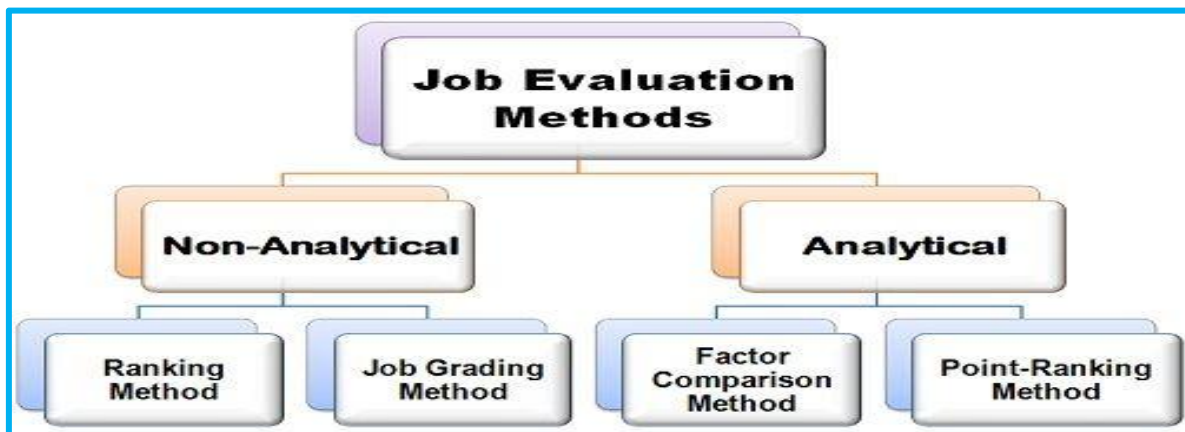 Job Evaluation
Methods
Non-Analytical
Analytical
Ranking
Method
Job Grading
Method
Factor
Comparison
Method
Point-Ranking
Method